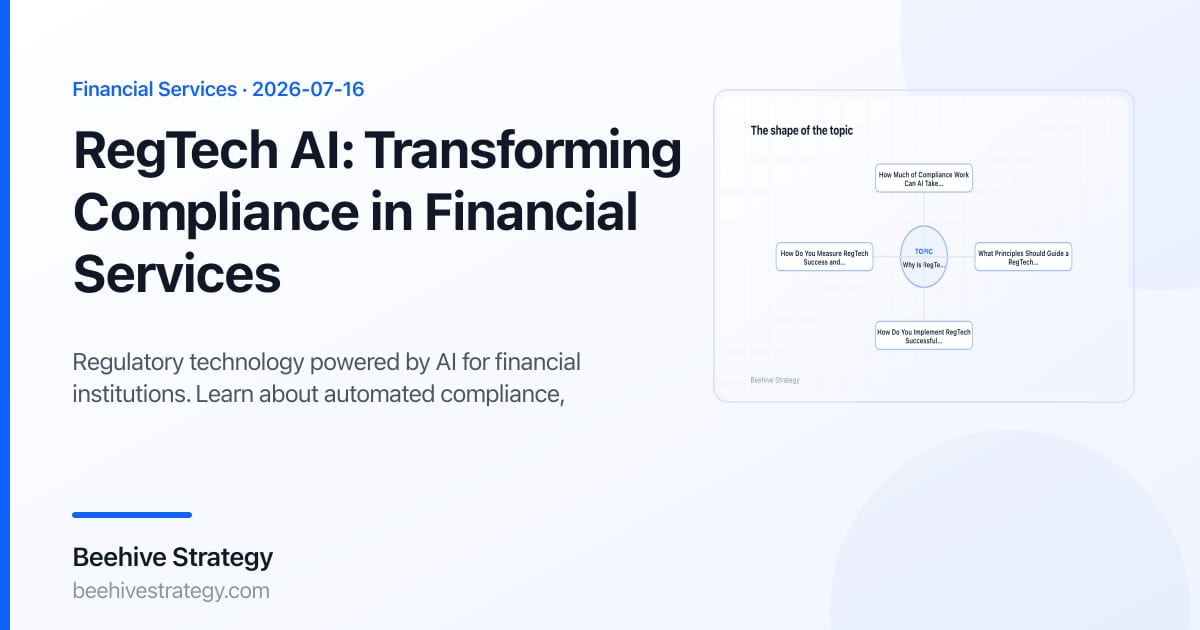 Financial Services · 2026-07-16
RegTech AI: Transforming
Compliance in Financial
Services
Regulatory technology powered by AI for financial
institutions. Learn about automated compliance,
Beehive Strategy
beehivestrategy.com
The shape of the topic
How Much of Compliance Work
Can AI Take...
How Do You Measure RegTech
Success and...
TOPIC
Why Is RegTe...
What Principles Should Guide a
RegTech...
How Do You Implement RegTech
Successful...
Beehive Strategy